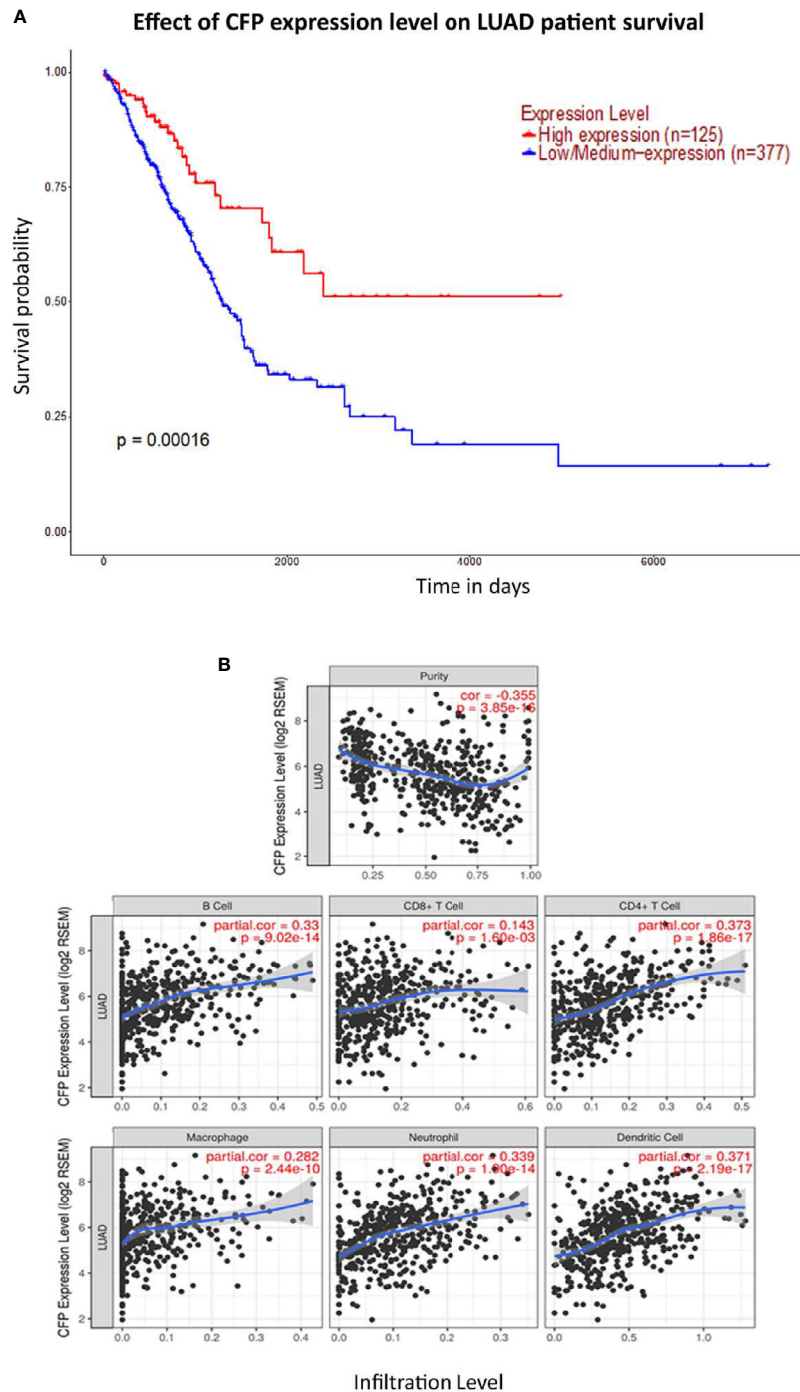 A
Effect of CFP expression level on LUAD patient survival
Expression Level
High expression (n=125)
Low/Medium-expression (n=377)
Survival probability
1.00
0.75
0.50
0.25
0.00
p = 0.00016
0 2000 4000 6000
Time in days
B
Purity
CFP Expression Level (log2 RSEM)
LUAD
cor = -0.355
p = 3.85e-16
8
6
4
2
0.25 0.50 0.75 1.00
B Cell CD8+ T Cell CD4+ T Cell
CFP Expression Level (log2 RSEM)
LUAD
partial.cor = 0.33
p = 9.02e-14
partial.cor = 0.143
p = 1.60e-03
partial.cor = 0.373
p = 1.86e-17
8
6
4
2
0.0 0.1 0.2 0.3 0.4 0.5 0.0 0.2 0.4 0.6 0.0 0.1 0.2 0.3 0.4 0.5
Macrophage Neutrophil Dendritic Cell
CFP Expression Level (log2 RSEM)
LUAD
partial.cor = 0.282
p = 2.44e-10
partial.cor = 0.339
partial.cor = 0.371
p = 2.19e-17
8
6
4
2
0.0 0.1 0.2 0.3 0.4 0.0 0.1 0.2 0.3 0.0 0.5 1.0
Infiltration Level